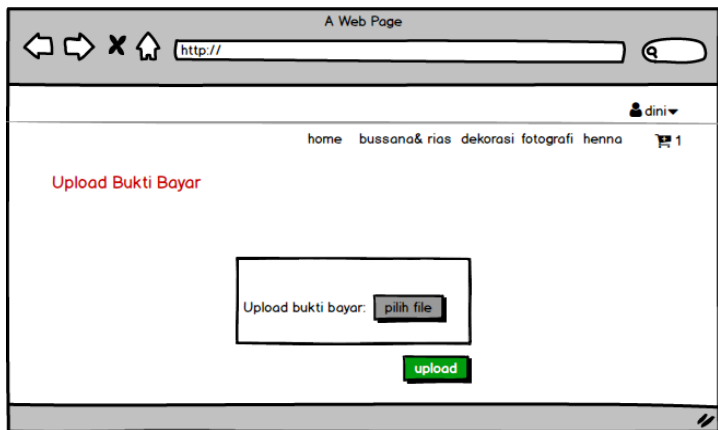 A Web Page
http://
dini
home bussana& rias dekorasi fotografi henna 1
Upload Bukti Bayar
Upload bukti bayar: pilih file
upload